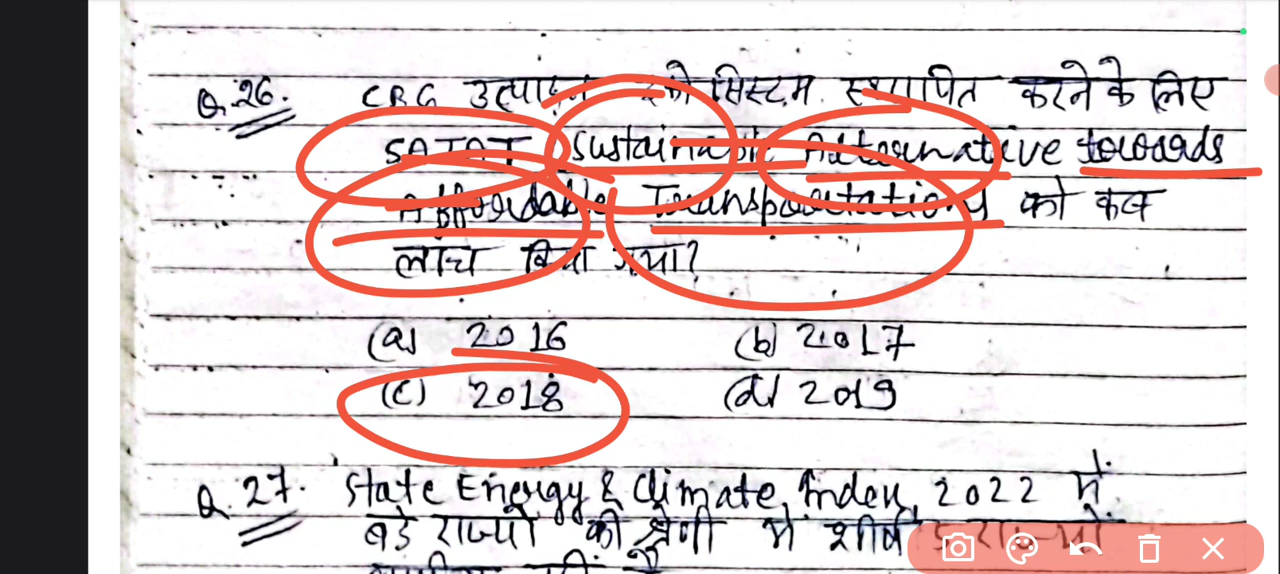 Q.26. CBG उत्पादन की सिस्टम स्थापित करने के लिए
SATAT Sustainable Alternative towards
Affordable Transportations को कब
लांच किया गया?
(a) 2016 (b) 2017
(c) 2018 (d) 2019
Q.27. State Energy & Climate Index, 2022 में
बड़े राज्यों की श्रेणी में शीर्ष